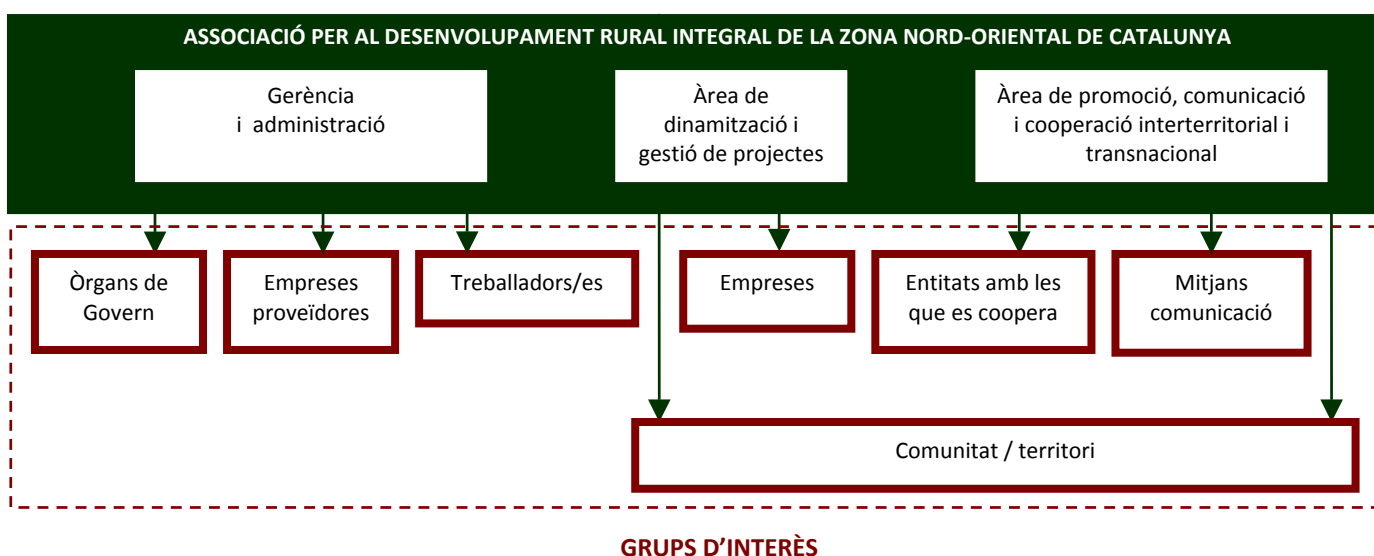 ASSOCIACIÓ PER AL DESENVOLUPAMENT RURAL INTEGRAL DE LA ZONA NORD-ORIENTAL DE CATALUNYA
Gerència
i administració
Àrea de
dinamització i
gestió de projectes
Àrea de promoció, comunicació
i cooperació interterritorial i
transnacional
Òrgans de
Govern
Empreses
proveïdores
Treballadors/es
Empreses
Entitats amb les
que es coopera
Mitjans
comunicació
Comunitat / territori
GRUPS D’INTERÈS